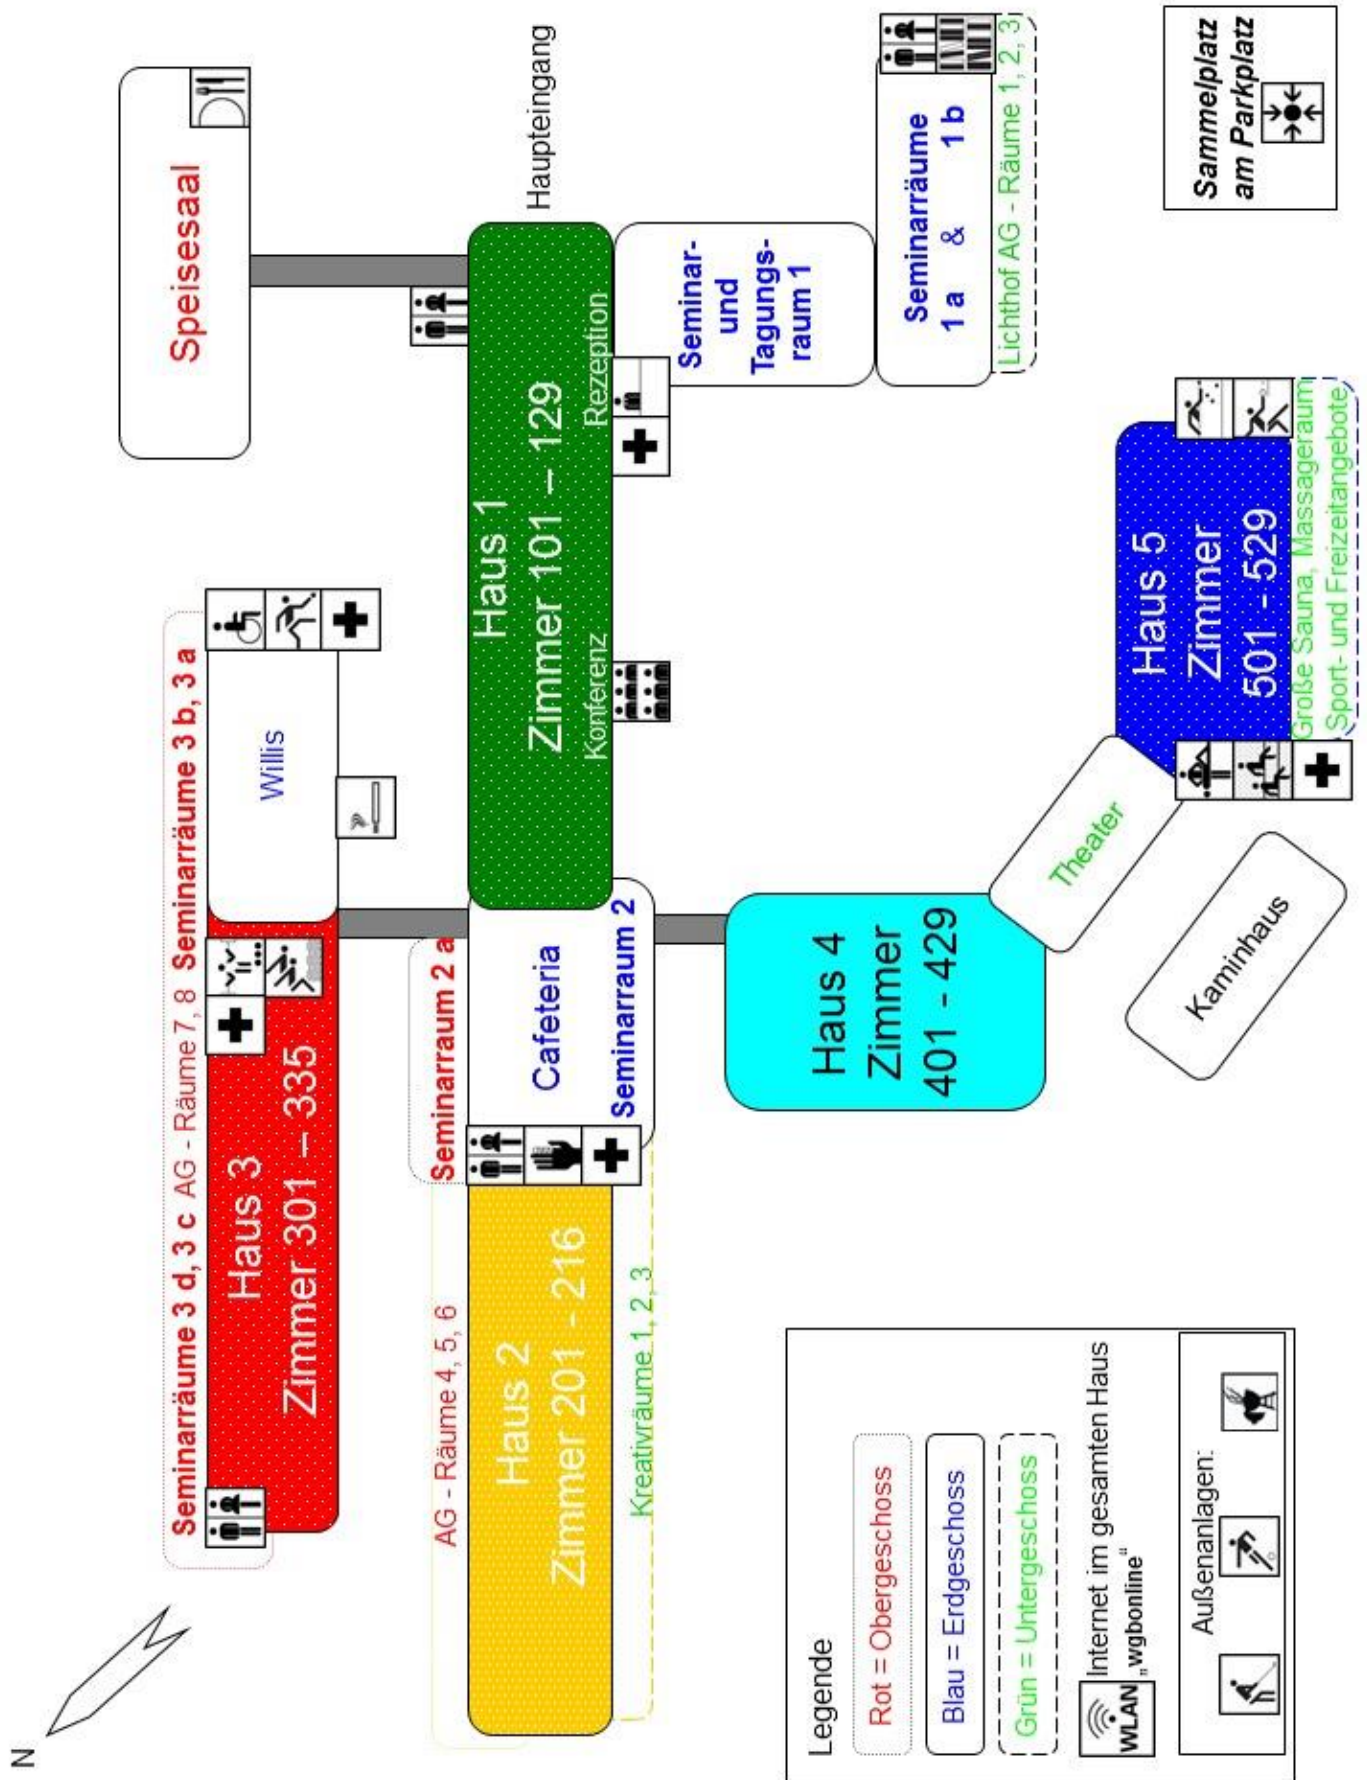 N
Seminarräume 3 d, 3 c AG - Räume 7, 8 Seminarräume 3 b, 3 a
Haus 3
Zimmer 301 – 335
Willis
Speisesaal
AG - Räume 4, 5, 6
Seminarraum 2 a
Haus 2
Zimmer 201 - 216
Kreativräume 1, 2, 3
Cafeteria
Seminarraum 2
Haus 1
Zimmer 101 – 129
Konferenz
Rezeption
Haupteingang
Seminar-
und
Tagungs-
raum 1
Seminarräume
1 a & 1 b
Lichthof AG - Räume 1, 2, 3
Haus 4
Zimmer
401 - 429
Theater
Kaminhaus
Haus 5
Zimmer
501 - 529
Große Sauna, Massageraum
Sport- und Freizeitangebote
Sammelplatz
am Parkplatz
Legende
Rot = Obergeschoss
Blau = Erdgeschoss
Grün = Untergeschoss
WLAN
Internet im gesamten Haus
„wgbonline“
Außenanlagen: